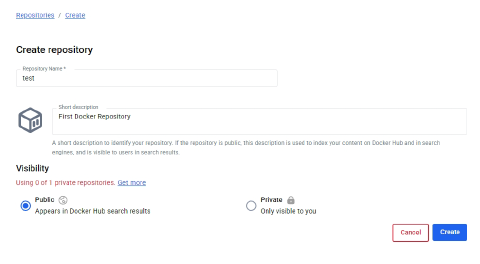 Repositories / Create
Create repository
Repository Name *
test
Short description
First Docker Repository
A short description to identify your repository. If the repository is public, this description is used to index your content on Docker Hub and in search
engines, and is visible to users in search results.
Visibility
Using 0 of 1 private repositories. Get more
Public
Appears in Docker Hub search results
Private
Only visible to you
Cancel
Create